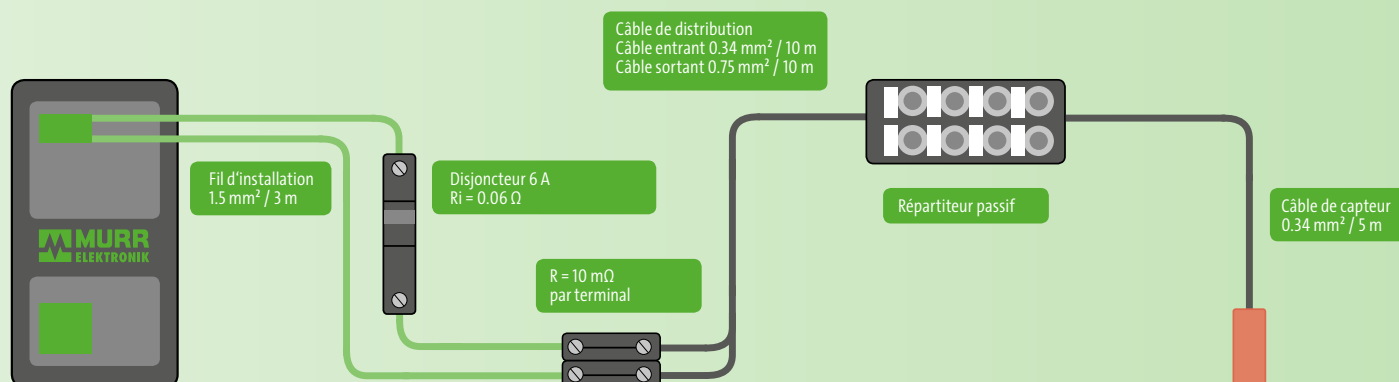 Câble de distribution
Câble entrant 0.34 mm² / 10 m
Câble sortant 0.75 mm² / 10 m
Fil d'installation
1.5 mm² / 3 m
Disjoncteur 6 A
Ri = 0.06 Ω
Répartiteur passif
Câble de capteur
0.34 mm² / 5 m
MURR
ELEKTRONIK
R = 10 mΩ
par terminal